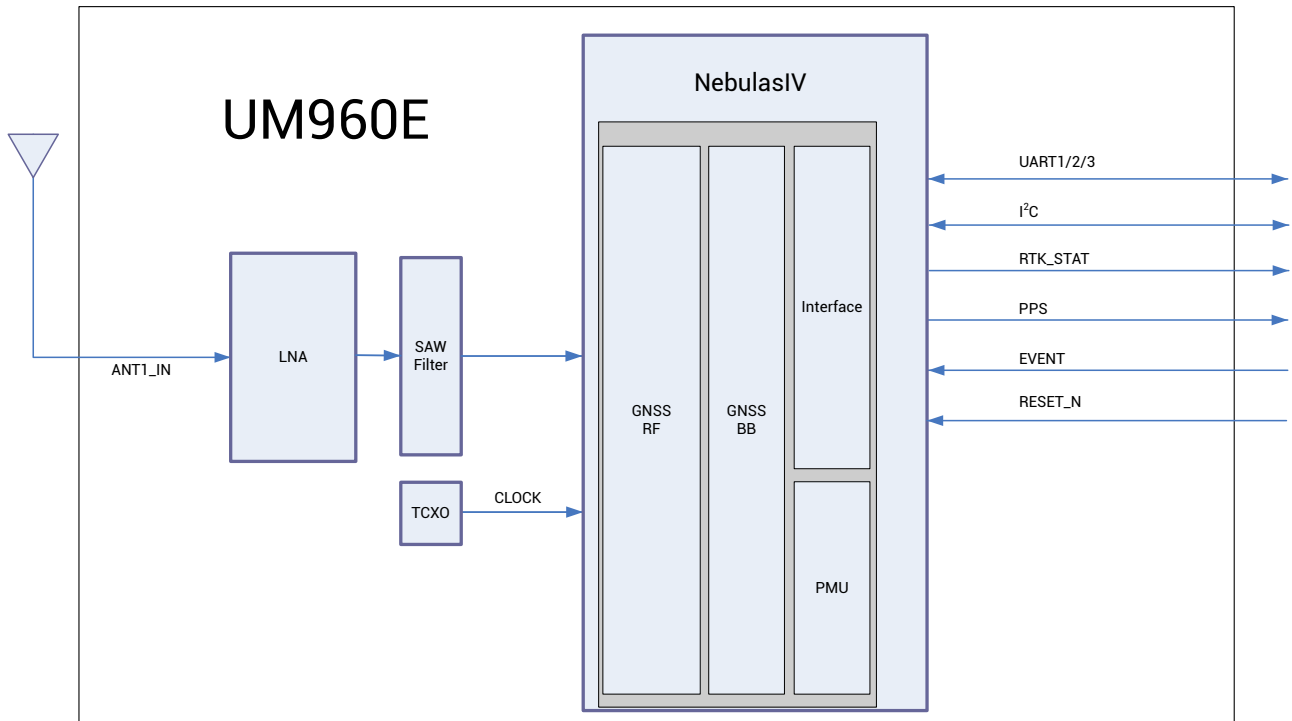 NebulasIV
UM960E
UART1/2/3
I²C
RTK_STAT
PPS
EVENT
RESET_N
Interface
LNA
SAW
Filter
ANT1_IN
GNSS
RF
GNSS
BB
TCXO
CLOCK
PMU